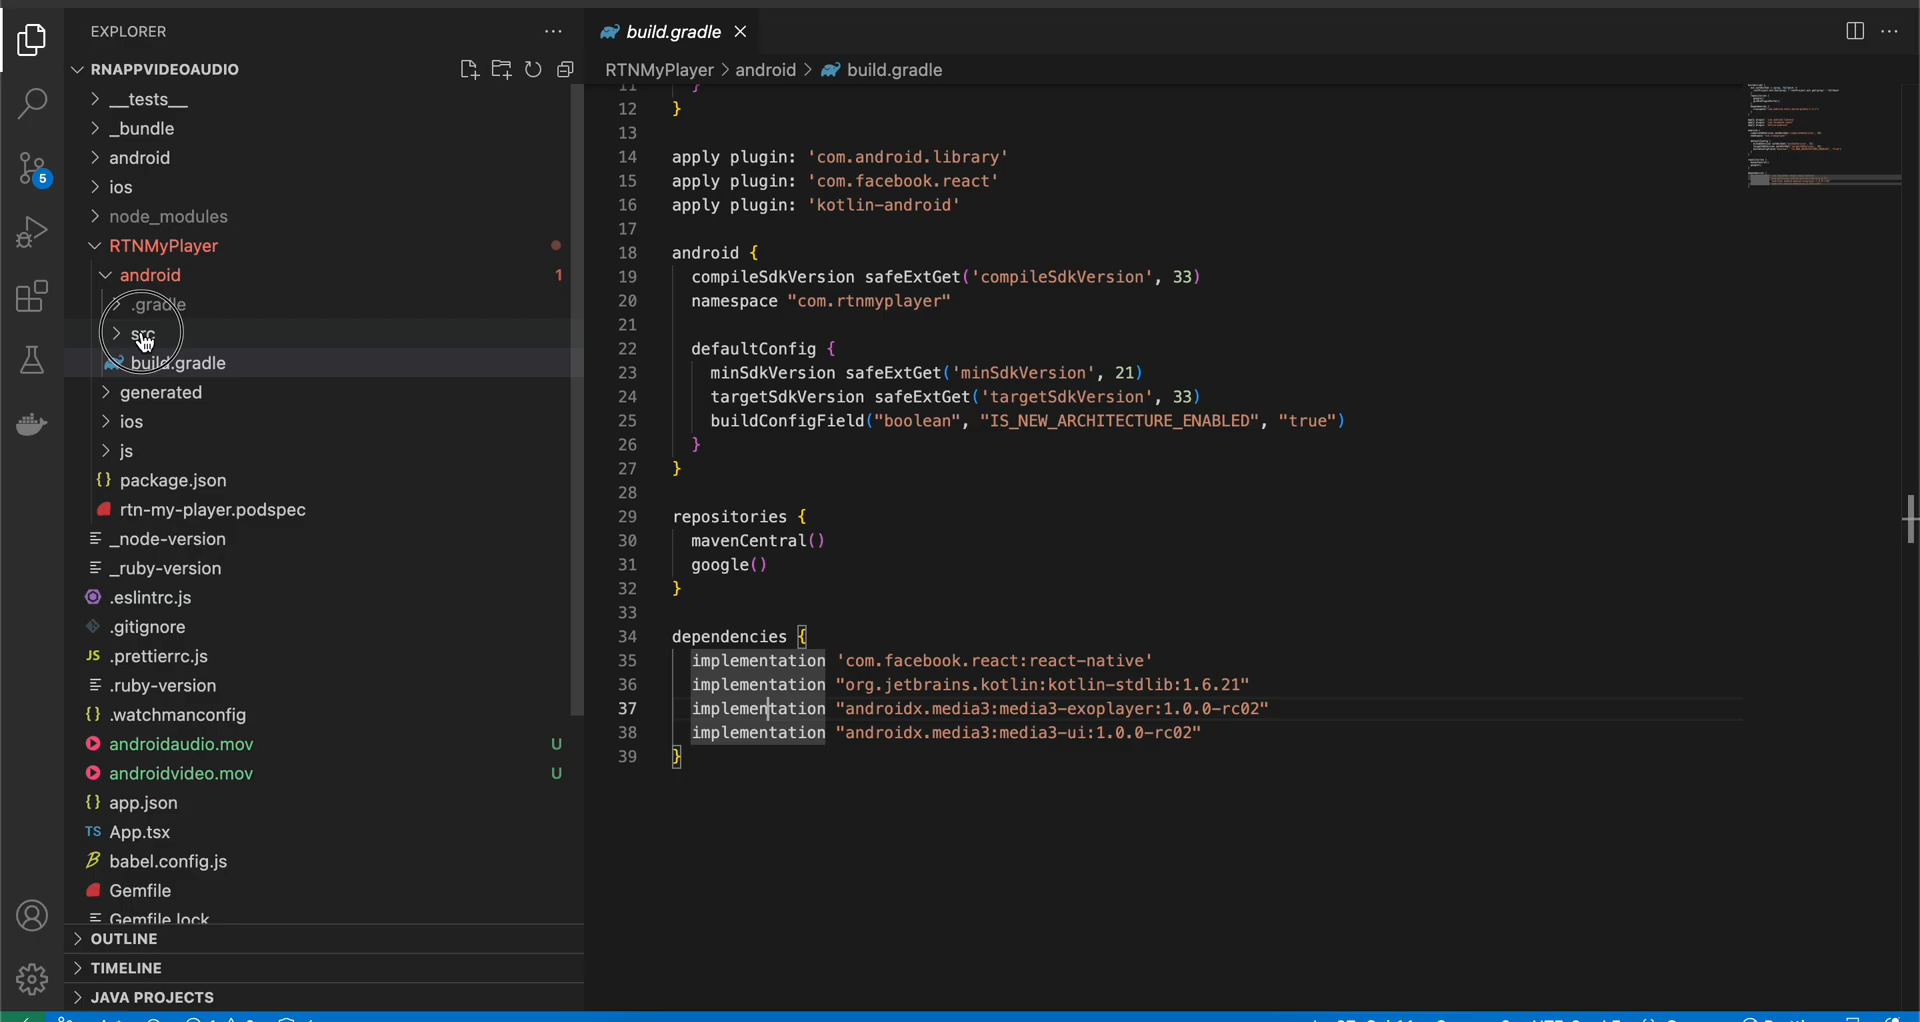 EXPLORER
RNAPPVIDEOAUDIO
__tests__
_bundle
android
ios
node_modules
RTNMyPlayer
android 1
.gradle
src
build.gradle
generated
ios
js
{} package.json
rtn-my-player.podspec
_node-version
_ruby-version
.eslintrc.js
.gitignore
JS .prettierrc.js
.ruby-version
{} .watchmanconfig
androidaudio.mov U
androidvideo.mov U
{} app.json
TS App.tsx
babel.config.js
Gemfile
Gemfile.lock
OUTLINE
TIMELINE
JAVA PROJECTS
5
build.gradle
RTNMyPlayer > android > build.gradle
11 }
12 }
13
14 apply plugin: 'com.android.library'
15 apply plugin: 'com.facebook.react'
16 apply plugin: 'kotlin-android'
17
18 android {
19 compileSdkVersion safeExtGet('compileSdkVersion', 33)
20 namespace "com.rtnmyplayer"
21
22 defaultConfig {
23 minSdkVersion safeExtGet('minSdkVersion', 21)
24 targetSdkVersion safeExtGet('targetSdkVersion', 33)
25 buildConfigField("boolean", "IS_NEW_ARCHITECTURE_ENABLED", "true")
26 }
27 }
28
29 repositories {
30 mavenCentral()
31 google()
32 }
33
34 dependencies {
35 implementation 'com.facebook.react:react-native'
36 implementation "org.jetbrains.kotlin:kotlin-stdlib:1.6.21"
37 implementation "androidx.media3:media3-exoplayer:1.0.0-rc02"
38 implementation "androidx.media3:media3-ui:1.0.0-rc02"
39 }